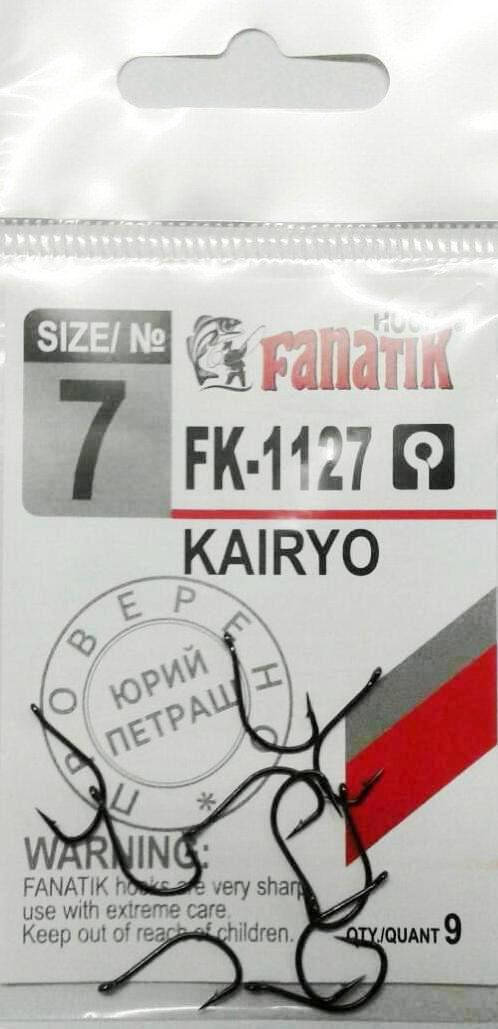 SIZE/ №
7
HOOKS
FANATIK
FK-1127
KAIRYO
ПРОВЕРЕНО
ЮРИЙ
ПЕТРАШ
*
WARNING:
FANATIK hooks are very sharp,
use with extreme care.
Keep out of reach of children.
QTY./QUANT 9